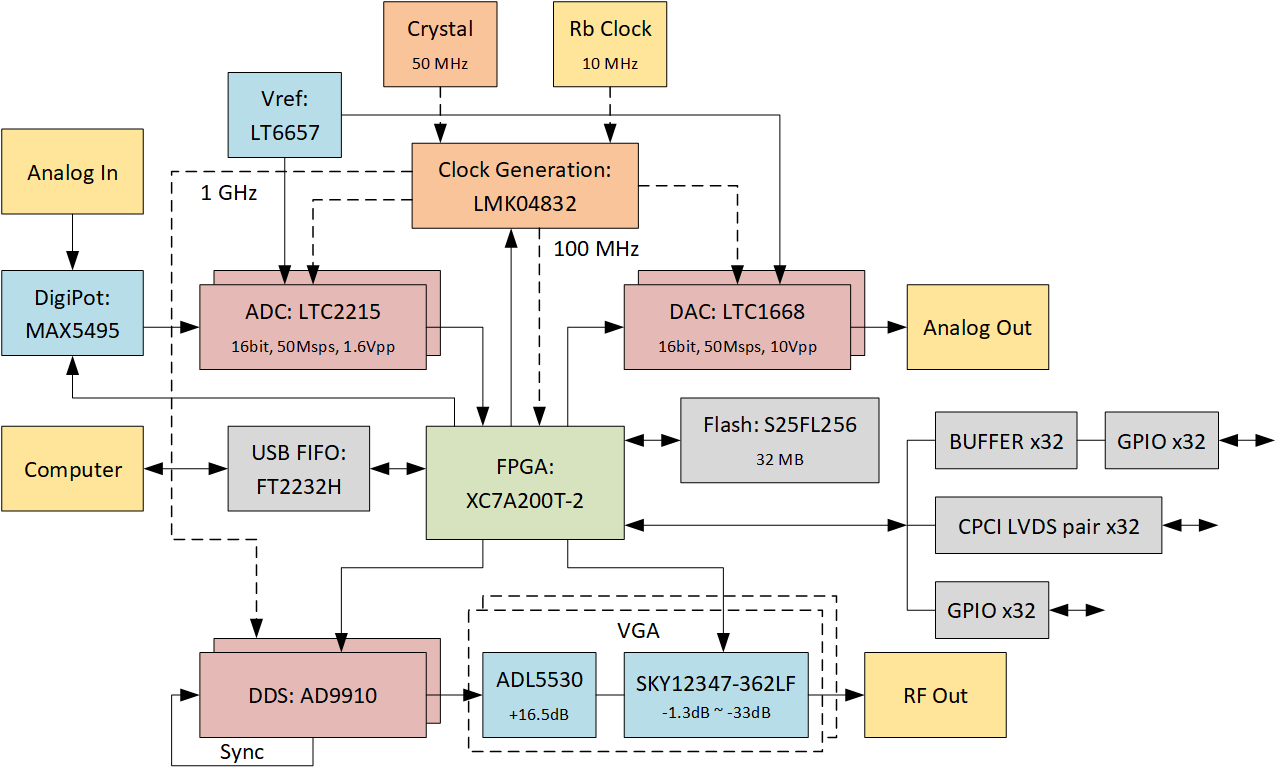 Crystal
50 MHz
Rb Clock
10 MHz
Vref:
LT6657
Analog In
Clock Generation:
LMK04832
1 GHz
100 MHz
DigiPot:
MAX5495
ADC: LTC2215
16bit, 50Msps, 1.6Vpp
DAC: LTC1668
16bit, 50Msps, 10Vpp
Analog Out
Computer
USB FIFO:
FT2232H
FPGA:
XC7A200T-2
Flash: S25FL256
32 MB
BUFFER x32
GPIO x32
CPCI LVDS pair x32
GPIO x32
VGA
DDS: AD9910
Sync
ADL5530
+16.5dB
SKY12347-362LF
-1.3dB ~ -33dB
RF Out